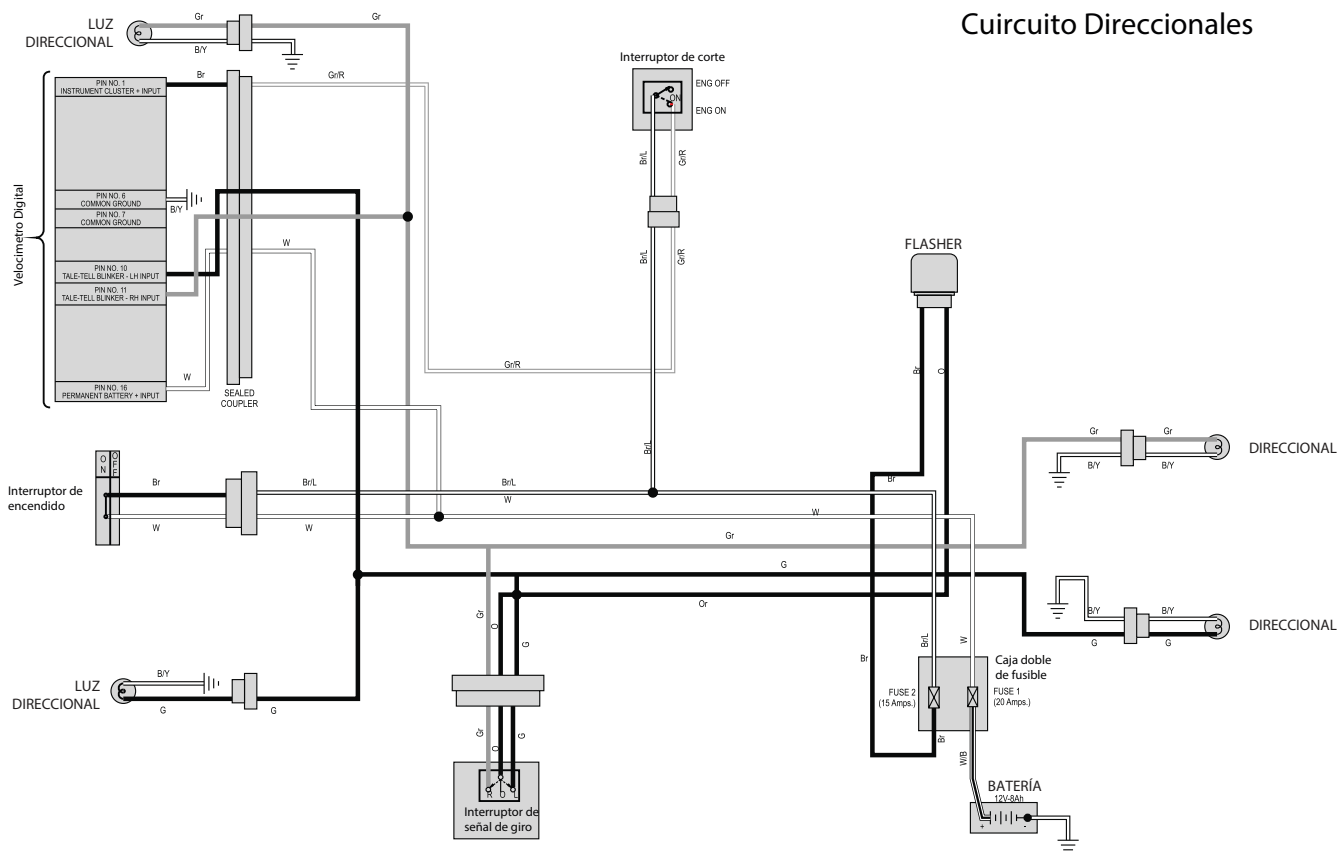 Cuircuito Direccionales
LUZ
DIRECCIONAL
Gr
Gr
B/Y
Interruptor de corte
ENG OFF
ON
ENG ON
Br/L
Gr/R
Br/L
Gr/R
Velocimetro Digital
PIN NO. 1
INSTRUMENT CLUSTER + INPUT
Br
Gr/R
PIN NO. 6
COMMON GROUND
B/Y
PIN NO. 7
COMMON GROUND
W
PIN NO. 10
TALE-TELL BLINKER - LH INPUT
PIN NO. 11
TALE-TELL BLINKER - RH INPUT
W
PIN NO. 16
PERMANENT BATTERY + INPUT
SEALED
COUPLER
Gr/R
FLASHER
Br
O
Br/L
Gr
Gr
B/Y
B/Y
DIRECCIONAL
ON
OFF
Interruptor de
encendido
Br
Br/L
Br/L
Br
W
W
W
W
Gr
G
Or
B/Y
B/Y
G
G
DIRECCIONAL
Gr
O
G
Br
Br/L
W
Caja doble
de fusible
FUSE 2
(15 Amps.)
FUSE 1
(20 Amps.)
LUZ
DIRECCIONAL
B/Y
G
G
Gr
O
G
Br
W/B
R O L
Interruptor de
señal de giro
BATERÍA
12V-8Ah
+ -